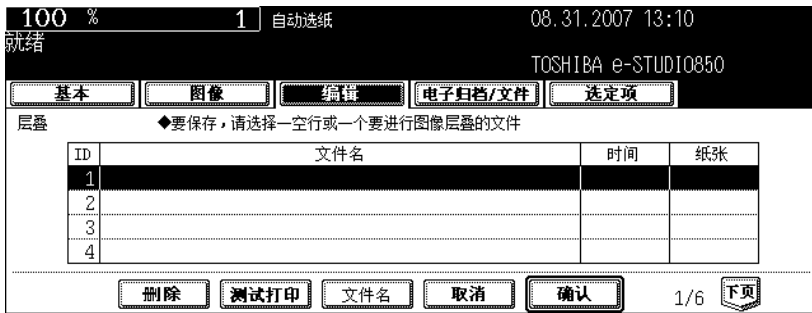 100 % 1 自动选纸 08.31.2007 13:10
就绪
TOSHIBA e-STUDIO850
基本 图像 编辑 电子归档/文件 选定项
层叠 ◆要保存，请选择一空行或一个要进行图像层叠的文件
ID 文件名 时间 纸张
1
2
3
4
删除 测试打印 文件名 取消 确认 1/6 下页